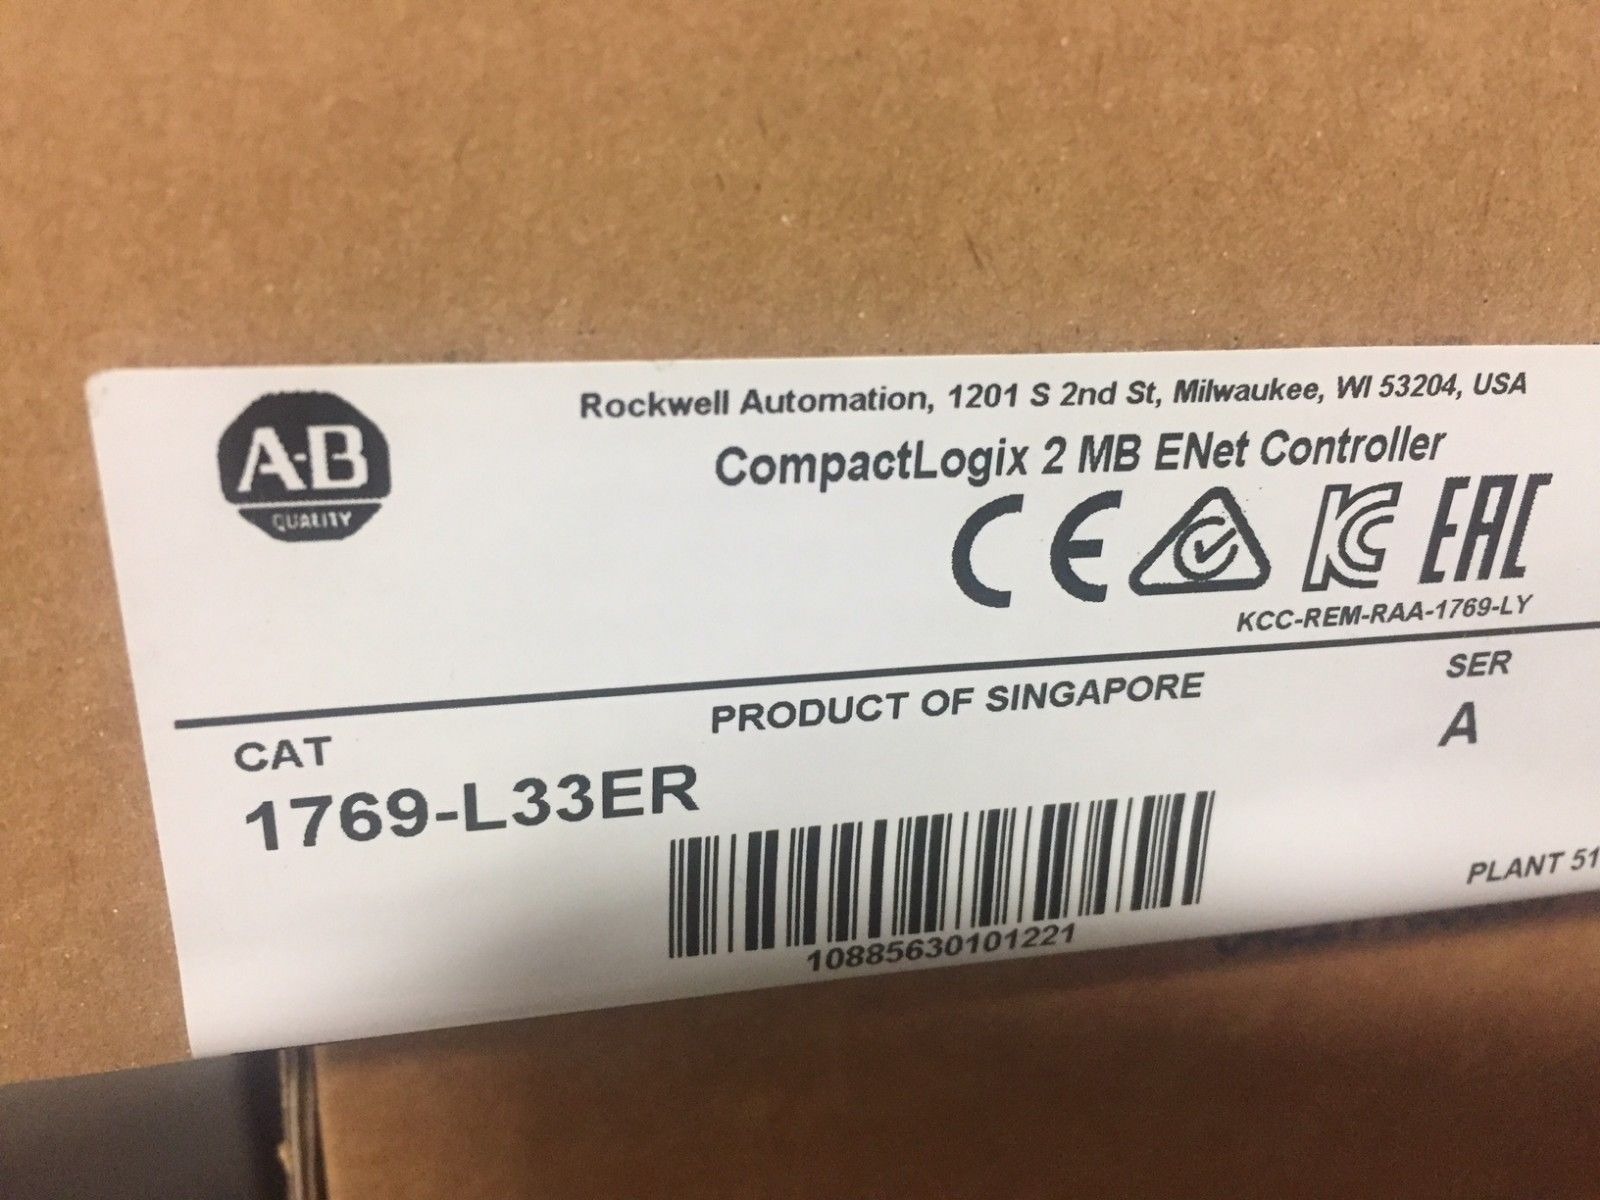 A-B
QUALITY
Rockwell Automation, 1201 S 2nd St, Milwaukee, WI 53204, USA
CompactLogix 2 MB ENet Controller
CE KC EAC
KCC-REM-RAA-1769-LY
CAT
PRODUCT OF SINGAPORE
SER
1769-L33ER
A
10885630101221
PLANT 51